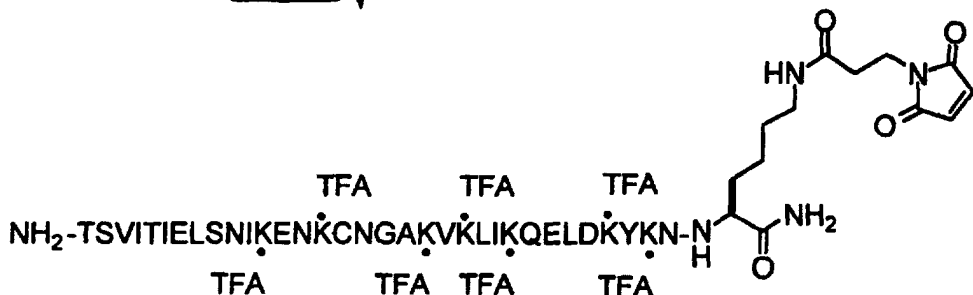 O
O
HN
N
O
TFA TFA TFA
NH2-TSVITIELSNIKENKCNGAKVKLIKQELDKYKN-N
H
NH2
O
TFA TFA TFA TFA